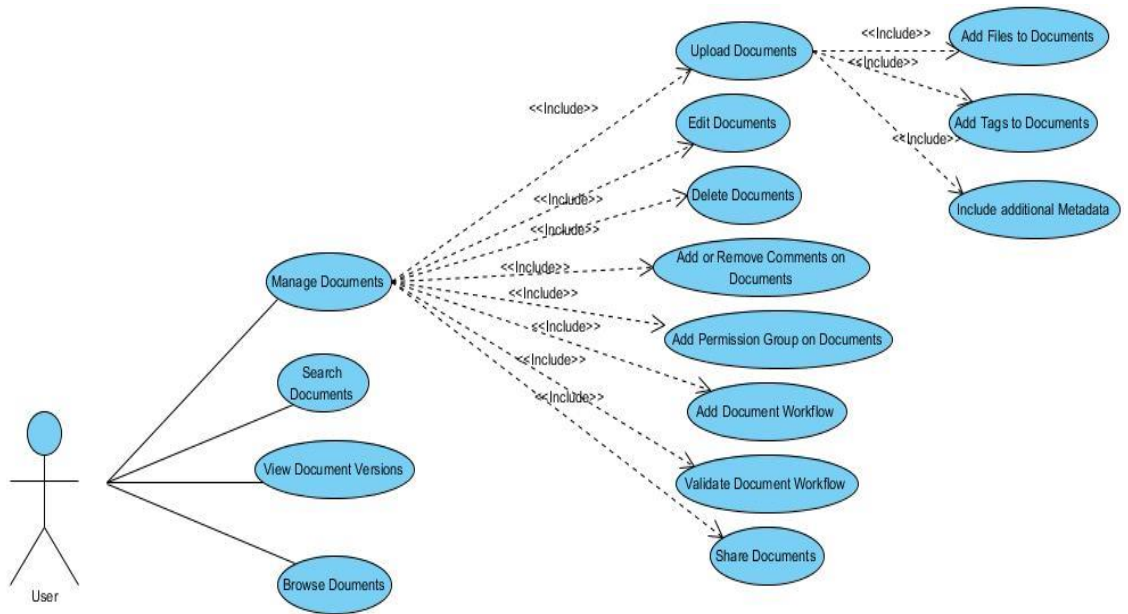 Upload Documents
<<Include>>
Add Files to Documents
<<Include>>
Add Tags to Documents
<<Include>>
Include additional Metadata
<<Include>>
Edit Documents
<<Include>>
Delete Documents
<<Include>>
Manage Documents
<<Include>>
Add or Remove Comments on
Documents
<<Include>>
Add Permission Group on Documents
<<Include>>
Add Document Workflow
<<Include>>
Validate Document Workflow
<<Include>>
Share Documents
Search
Documents
View Document Versions
Browse Douments
User